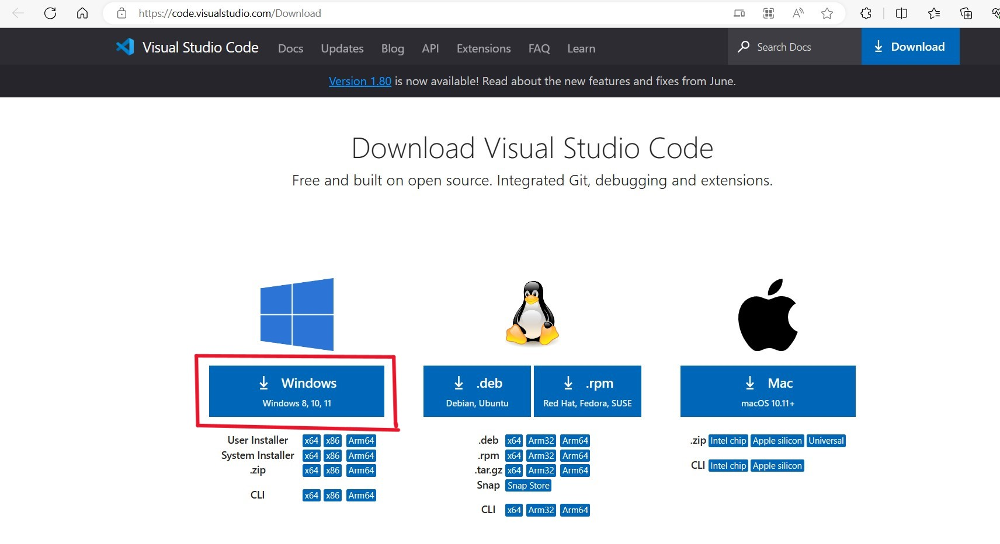 https://code.visualstudio.com/Download
Visual Studio Code Docs Updates Blog API Extensions FAQ Learn Search Docs Download
Version 1.80 is now available! Read about the new features and fixes from June.
Download Visual Studio Code
Free and built on open source. Integrated Git, debugging and extensions.
Windows
Windows 8, 10, 11
User Installer x64 x86 Arm64
System Installer x64 x86 Arm64
.zip x64 x86 Arm64
CLI x64 x86 Arm64
.deb
Debian, Ubuntu
.rpm
Red Hat, Fedora, SUSE
.deb x64 Arm32 Arm64
.rpm x64 Arm32 Arm64
.tar.gz x64 Arm32 Arm64
Snap Snap Store
CLI x64 Arm32 Arm64
Mac
macOS 10.11+
.zip Intel chip Apple silicon Universal
CLI Intel chip Apple silicon